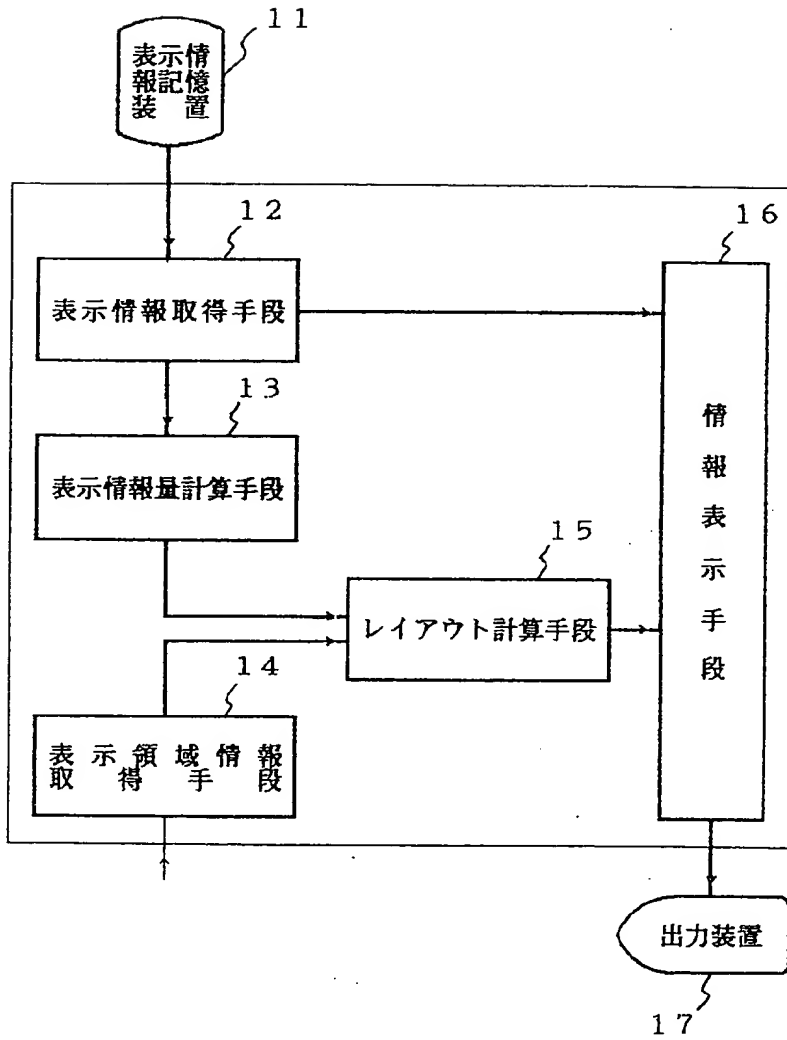 11
表示情
報記憶
装置
12
16
表示情報取得手段
13
情報表示手段
表示情報量計算手段
15
レイアウト計算手段
14
表示領域情報
取得手段
出力装置
17